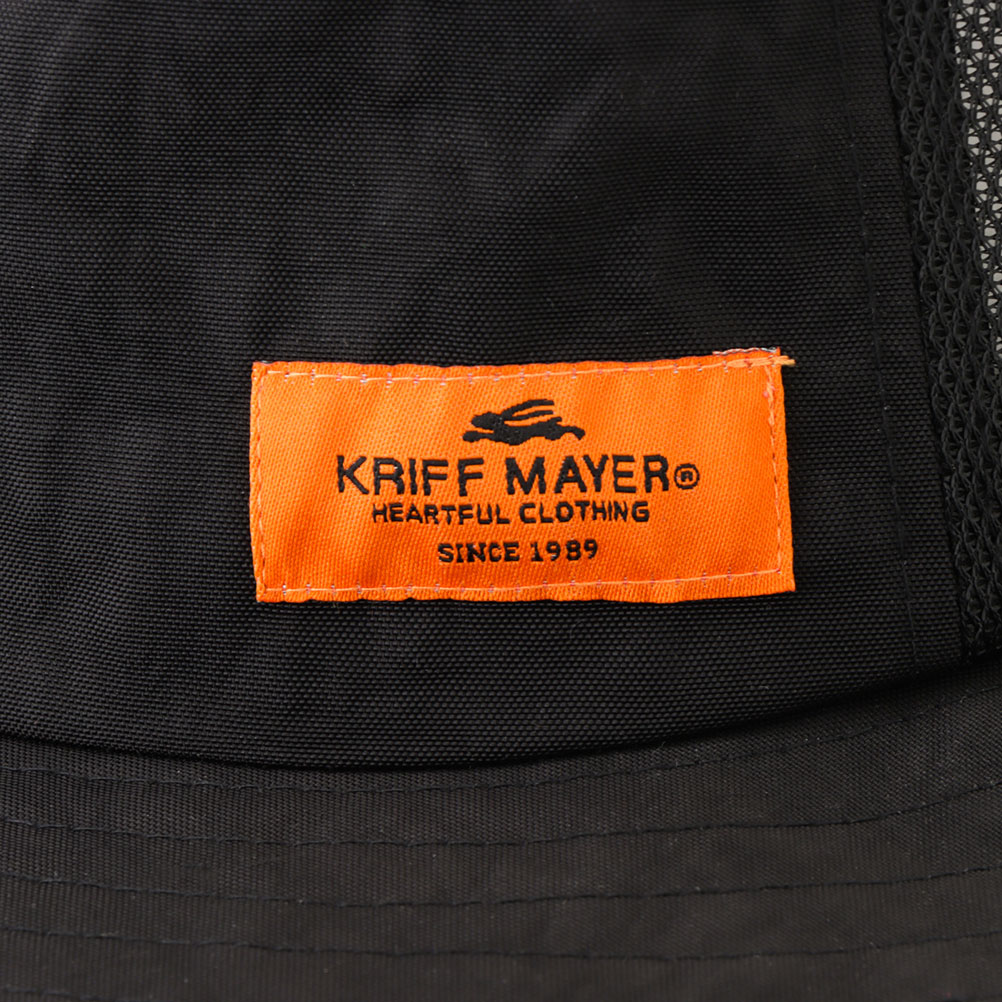 KRIFF MAYER®
HEARTFUL CLOTHING
SINCE 1989